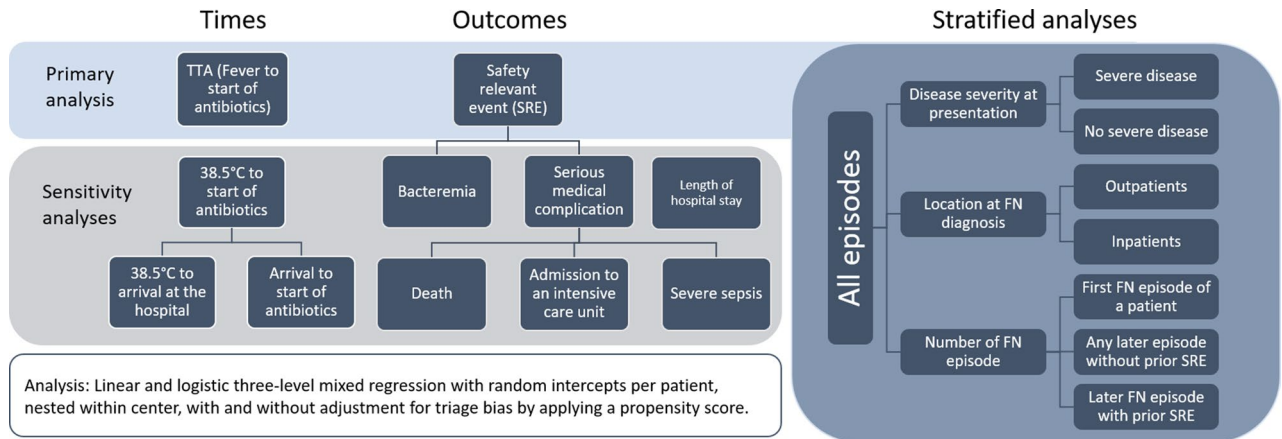 Times
Outcomes
Stratified analyses
Primary
analysis
TTA (Fever to
start of
antibiotics)
Safety
relevant
event (SRE)
Sensitivity
analyses
38.5°C to
start of
antibiotics
Bacteremia
Serious
medical
complication
Length of
hospital stay
38.5°C to
arrival at the
hospital
Arrival to
start of
antibiotics
Death
Admission to
an intensive
care unit
Severe sepsis
Analysis: Linear and logistic three-level mixed regression with random intercepts per patient,
nested within center, with and without adjustment for triage bias by applying a propensity score.
All episodes
Disease severity at
presentation
Severe disease
No severe disease
Location at FN
diagnosis
Outpatients
Inpatients
Number of FN
episode
First FN episode of
a patient
Any later episode
without prior SRE
Later FN episode
with prior SRE